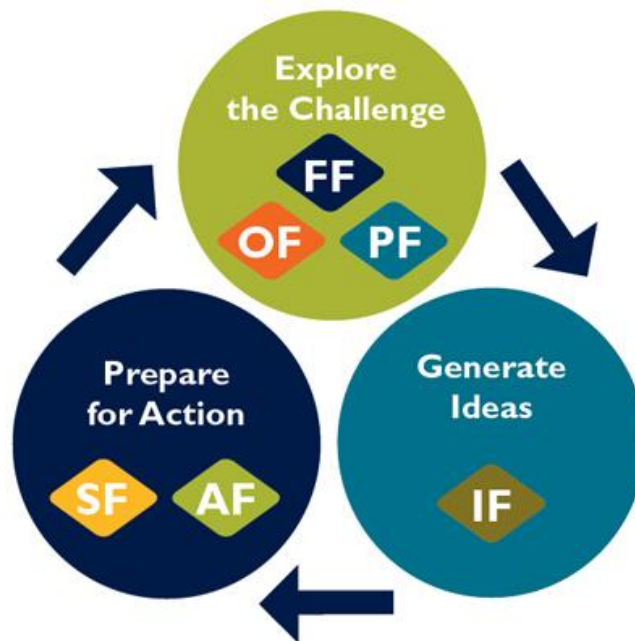 Explore
the Challenge
FF
OF PF
Prepare
for Action
SF AF
Generate
Ideas
IF